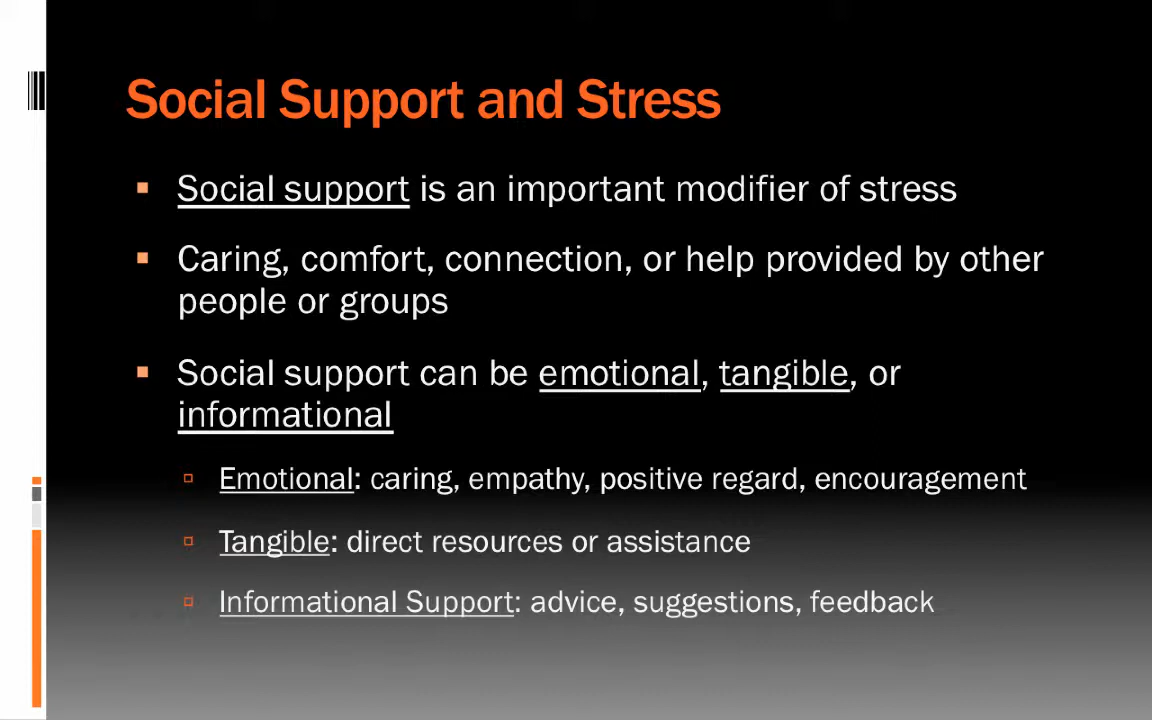 Social Support and Stress
Social support is an important modifier of stress
Caring, comfort, connection, or help provided by other
people or groups
Social support can be emotional, tangible, or
informational
Emotional: caring, empathy, positive regard, encouragement
Tangible: direct resources or assistance
Informational Support: advice, suggestions, feedback